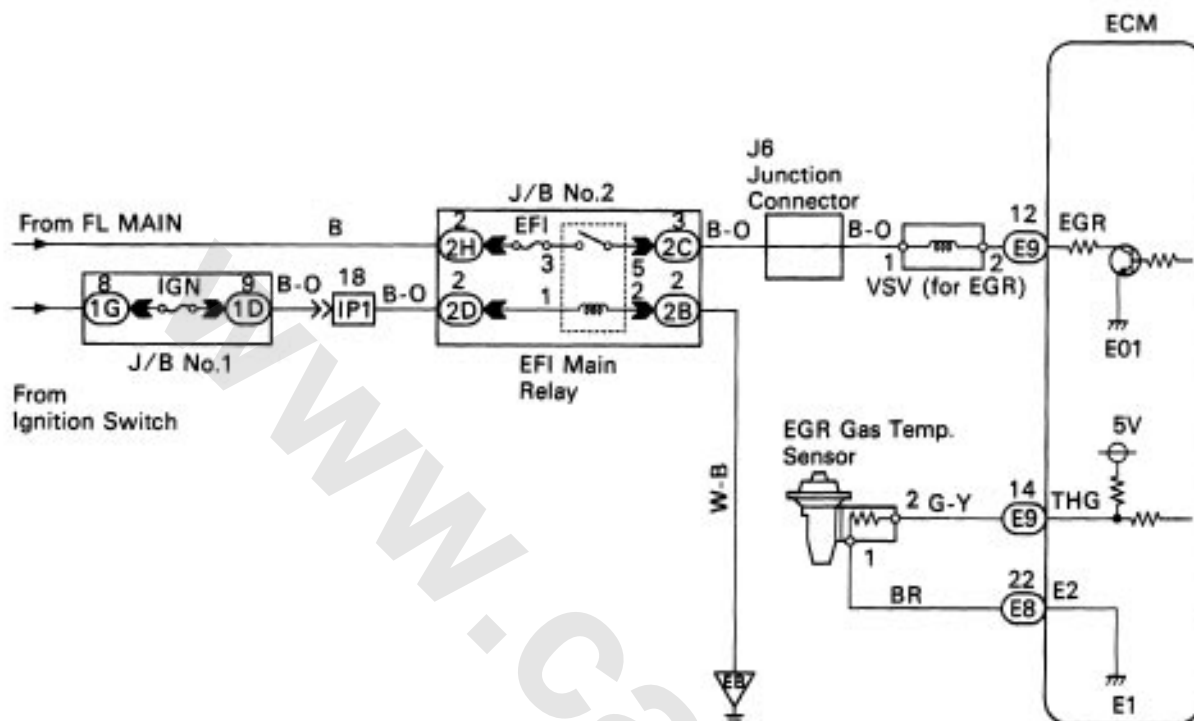 ECM
J6
Junction
Connector
J/B No.2
From FL MAIN
B
2
EFI
3
2H
2C
B-O
B-O
12
EGR
E9
3
5
1
2
VSV (for EGR)
8
IGN
9
B-O
18
B-O
2
1
2
2
1G
1D
IP1
2D
2B
E01
J/B No.1
EFI Main
Relay
From
Ignition Switch
5V
EGR Gas Temp.
Sensor
W-B
2
G-Y
14
THG
E9
1
BR
22
E2
E8
EB
E1
www.ca